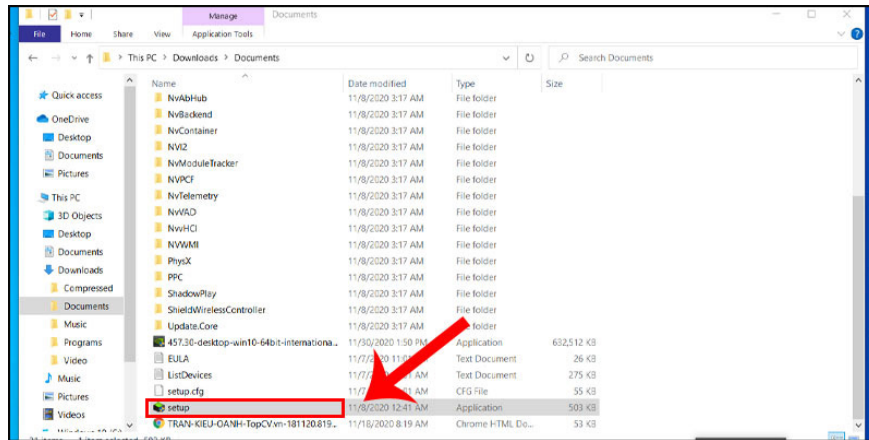 Manage Documents
File Home Share View Application Tools
This PC > Downloads > Documents Search Documents
Name Date modified Type Size
Quick access
OneDrive
Desktop
Documents
Pictures
This PC
3D Objects
Desktop
Documents
Downloads
Compressed
Documents
Music
Programs
Video
Music
Pictures
Videos
NvAbHub 11/8/2020 3:17 AM File folder
NvBackend 11/8/2020 3:17 AM File folder
NvContainer 11/8/2020 3:17 AM File folder
NVI2 11/8/2020 3:17 AM File folder
NvModuleTracker 11/8/2020 3:17 AM File folder
NVPCF 11/8/2020 3:17 AM File folder
NvTelemetry 11/8/2020 3:17 AM File folder
NvVAD 11/8/2020 3:17 AM File folder
NvvHCI 11/8/2020 3:17 AM File folder
NVWMI 11/8/2020 3:17 AM File folder
PhysX 11/8/2020 3:17 AM File folder
PPC 11/8/2020 3:17 AM File folder
ShadowPlay 11/8/2020 3:17 AM File folder
ShieldWirelessController 11/8/2020 3:17 AM File folder
Update.Core 11/8/2020 3:17 AM folder
457.30-desktop-win10-64bit-internationa... 11/30/2020 1:50 PM Application 632,512 KB
EULA Text Document 26 KB
ListDevices Text Document 275 KB
setup.cfg CFG File 55 KB
setup 11/8/2020 12:41 AM Application 503 KB
TRAN-KIEU-OANH-TopCV.vn-181120.819... 11/18/2020 8:19 AM Chrome HTML Do... 53 KB